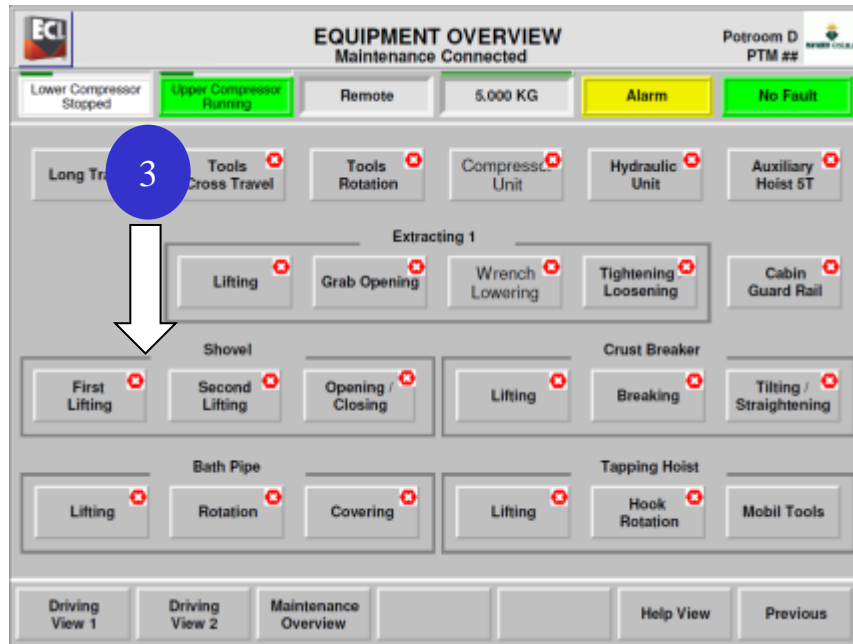 ECL
EQUIPMENT OVERVIEW
Maintenance Connected
Potroom D
PTM ##
Lower Compressor
Stopped
Upper Compressor
Running
Remote
5.000 KG
Alarm
No Fault
3
Long
Tools
Cross Travel
Tools
Rotation
Compressor
Unit
Hydraulic
Unit
Auxiliary
Hoist 5T
Extracting 1
Lifting
Grab Opening
Wrench
Lowering
Tightening /
Loosening
Cabin
Guard Rail
Shovel
First
Lifting
Second
Lifting
Opening /
Closing
Crust Breaker
Lifting
Breaking
Tilting /
Straightening
Bath Pipe
Lifting
Rotation
Covering
Tapping Hoist
Lifting
Hook
Rotation
Mobil Tools
Driving
View 1
Driving
View 2
Maintenance
Overview
Help View
Previous